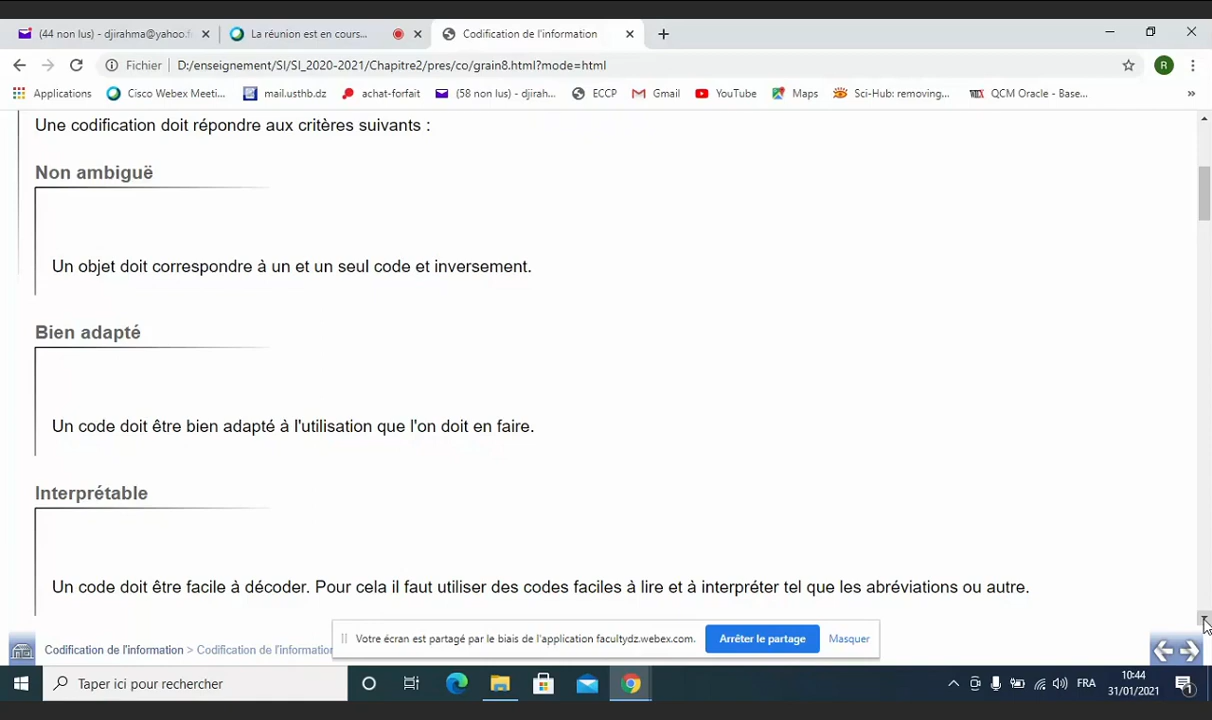 (44 non lus) - djirahma@yahoo.f
La réunion est en cours...
Codification de l'information
Fichier
D:/enseignement/SI/SI_2020-2021/Chapitre2/pres/co/grain8.html?mode=html
R
Applications
Cisco Webex Meeti...
mail.usthb.dz
achat-forfait
(58 non lus) - djirah...
ECCP
Gmail
YouTube
Maps
Sci-Hub: removing...
QCM Oracle - Base...
»
Une codification doit répondre aux critères suivants :
Non ambiguë
Un objet doit correspondre à un et un seul code et inversement.
Bien adapté
Un code doit être bien adapté à l'utilisation que l'on doit en faire.
Interprétable
Un code doit être facile à décoder. Pour cela il faut utiliser des codes faciles à lire et à interpréter tel que les abréviations ou autre.
Votre écran est partagé par le biais de l'application facultydz.webex.com.
Arrêter le partage
Masquer
Codification de l'information > Codification de l'information
Taper ici pour rechercher
FRA
10:44
31/01/2021
1